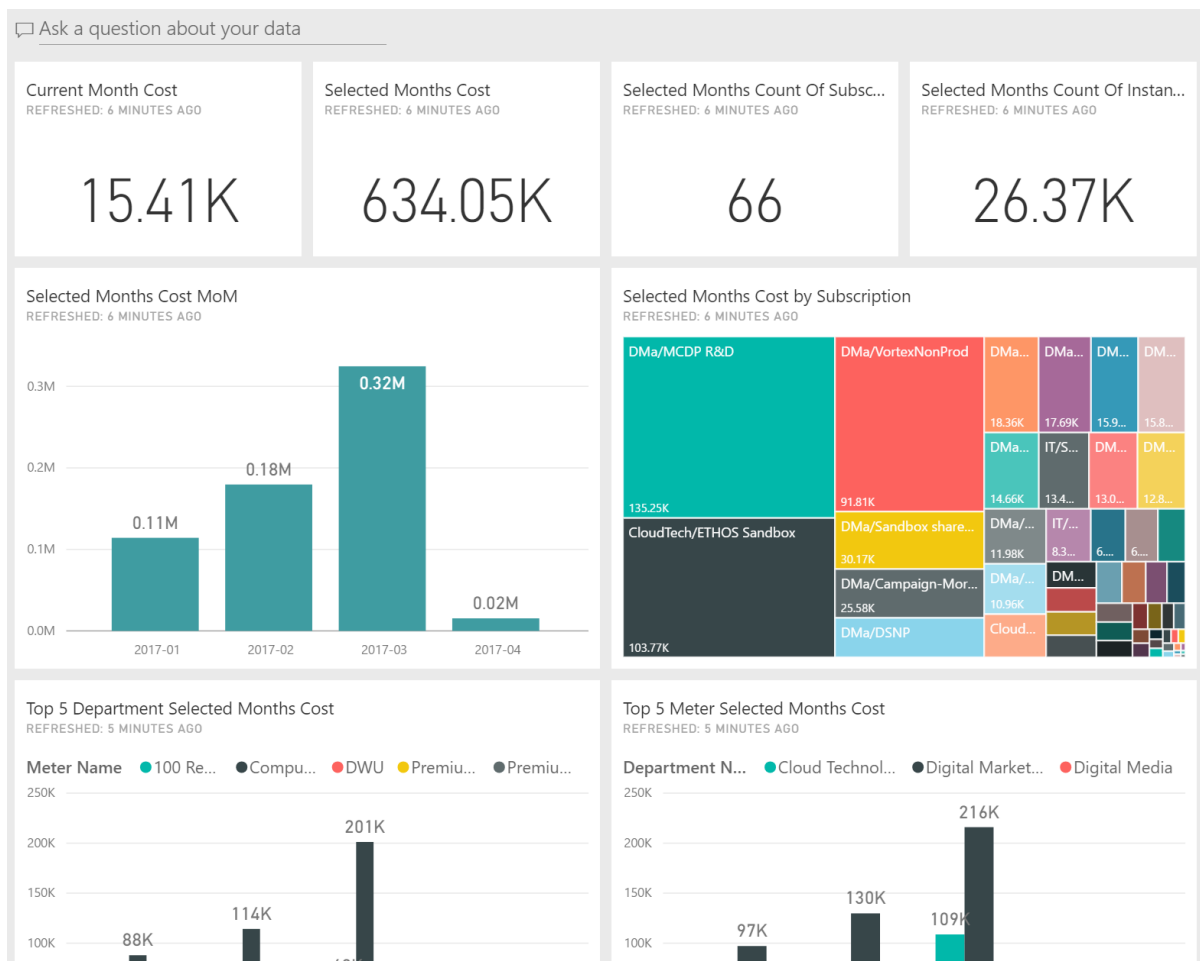 Ask a question about your data
Current Month Cost
REFRESHED: 6 MINUTES AGO
15.41K
Selected Months Cost
REFRESHED: 6 MINUTES AGO
634.05K
Selected Months Count Of Subsc...
REFRESHED: 6 MINUTES AGO
66
Selected Months Count Of Instan...
REFRESHED: 6 MINUTES AGO
26.37K
Selected Months Cost MoM
REFRESHED: 6 MINUTES AGO
0.3M
0.2M
0.1M
0.0M
0.11M
0.18M
0.32M
0.02M
2017-01 2017-02 2017-03 2017-04
Selected Months Cost by Subscription
REFRESHED: 6 MINUTES AGO
DMa/MCDP R&D
135.25K
CloudTech/ETHOS Sandbox
103.77K
DMa/VortexNonProd
91.81K
DMa/Sandbox share...
30.17K
DMa/Campaign-Mor...
25.58K
DMa/DSNP
DMa...
18.36K
DMa...
17.69K
DM...
15.9...
DM...
15.8...
DMa...
14.66K
IT/S...
13.4...
DM...
13.0...
DM...
12.8...
DMa/...
11.98K
IT/...
8.3...
6....
6....
DMa/...
10.96K
DM...
Cloud...
Top 5 Department Selected Months Cost
REFRESHED: 5 MINUTES AGO
Meter Name 100 Re... Compu... DWU Premiu... Premiu...
250K
200K
150K
100K
88K
114K
201K
Top 5 Meter Selected Months Cost
REFRESHED: 5 MINUTES AGO
Department N... Cloud Technol... Digital Market... Digital Media
250K
200K
150K
100K
97K
130K
109K
216K